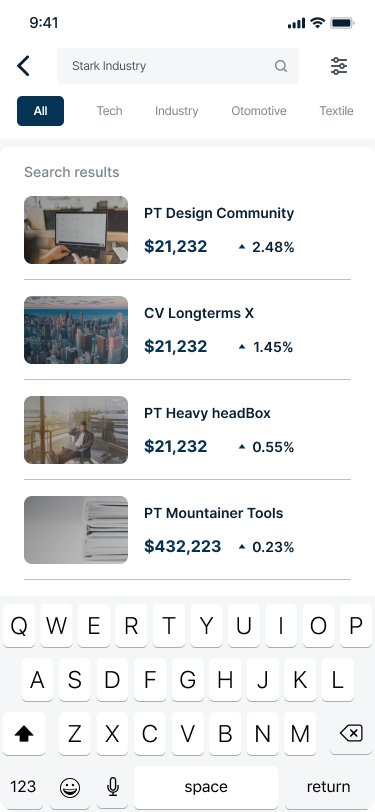 9:41
Stark Industry
All Tech Industry Otomotive Textile
Search results
PT Design Community
$21,232 2.48%
CV Longterms X
$21,232 1.45%
PT Heavy headBox
$21,232 0.55%
PT Mountainer Tools
$432,223 0.23%
Q W E R T Y U I O P
A S D F G H J K L
Z X C V B N M
123 space return